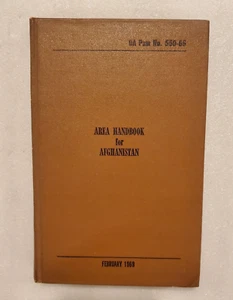 DA Pam No. 550-65
AREA HANDBOOK
for
AFGHANISTAN
FEBRUARY 1969